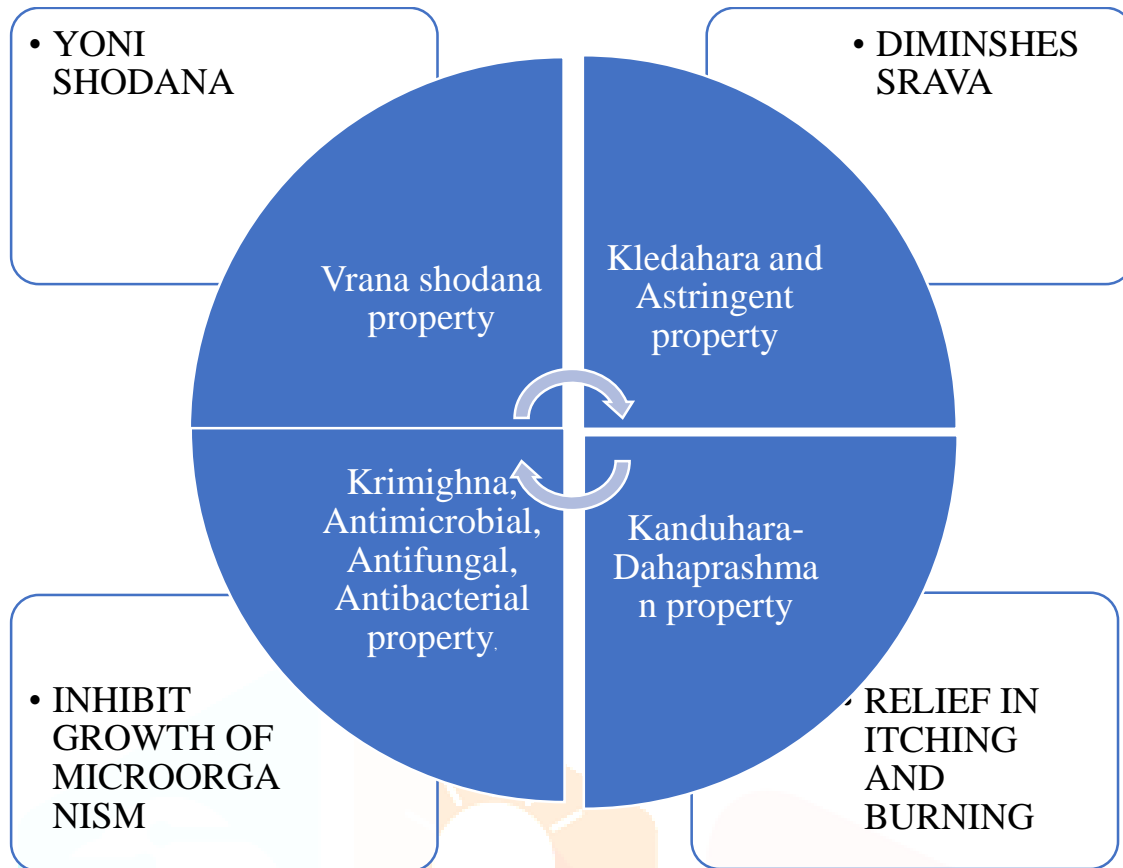 • YONI
SHODANA
• DIMINSHES
SRAVA
Vrana shodana
property
Kledahara and
Astringent
property
Krimighna,
Antimicrobial,
Antifungal,
Antibacterial
property.
Kanduhara-
Dahaprashma
n property
• INHIBIT
GROWTH OF
MICROORGA
NISM
• RELIEF IN
ITCHING
AND
BURNING